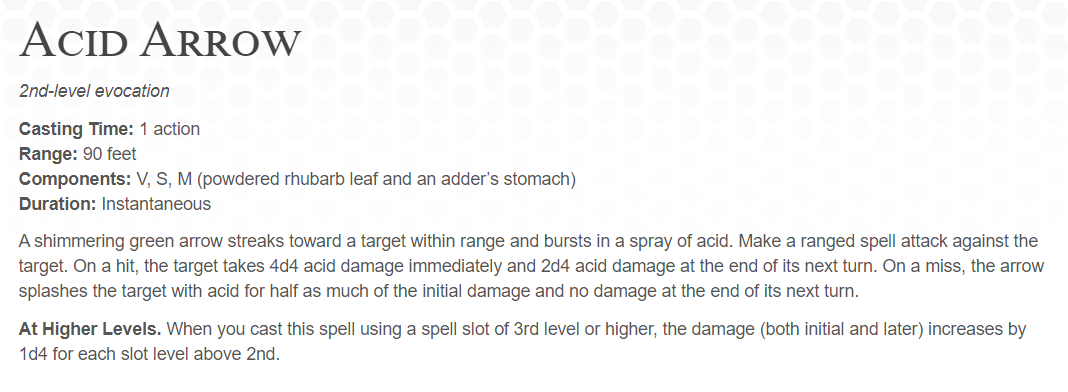 Acid Arrow
2nd-level evocation
Casting Time: 1 action
Range: 90 feet
Components: V, S, M (powdered rhubarb leaf and an adder’s stomach)
Duration: Instantaneous
A shimmering green arrow streaks toward a target within range and bursts in a spray of acid. Make a ranged spell attack against the
target. On a hit, the target takes 4d4 acid damage immediately and 2d4 acid damage at the end of its next turn. On a miss, the arrow
splashes the target with acid for half as much of the initial damage and no damage at the end of its next turn.
At Higher Levels. When you cast this spell using a spell slot of 3rd level or higher, the damage (both initial and later) increases by
1d4 for each slot level above 2nd.